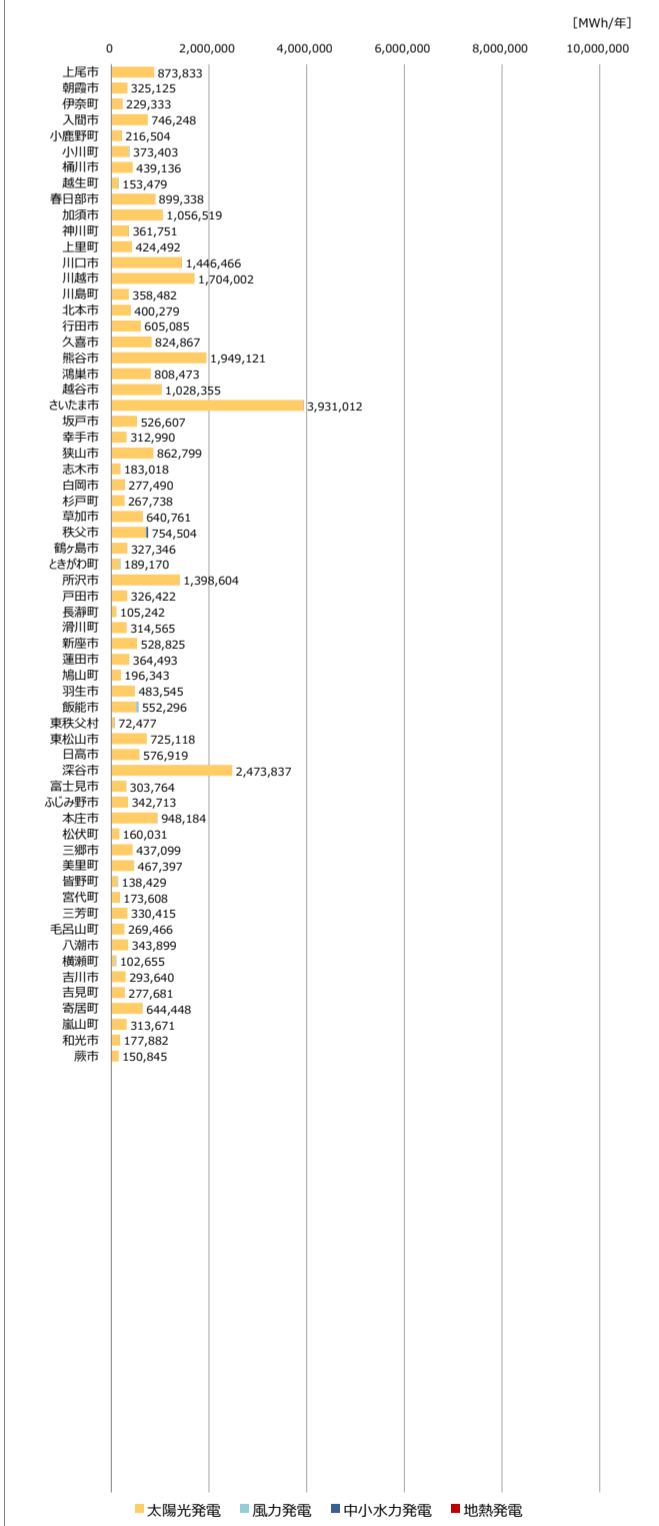 [MWh/年]
0 2,000,000 4,000,000 6,000,000 8,000,000 10,000,000
上尾市 873,833
朝霞市 325,125
伊奈町 229,333
入間市 746,248
小鹿野町 216,504
小川町 373,403
桶川市 439,136
越生町 153,479
春日部市 899,338
加須市 1,056,519
神川町 361,751
上里町 424,492
川口市 1,446,466
川越市 1,704,002
川島町 358,482
北本市 400,279
行田市 605,085
久喜市 824,867
熊谷市 1,949,121
鴻巣市 808,473
越谷市 1,028,355
さいたま市 3,931,012
坂戸市 526,607
幸手市 312,990
狭山市 862,799
志木市 183,018
白岡市 277,490
杉戸町 267,738
草加市 640,761
秩父市 754,504
鶴ヶ島市 327,346
ときがわ町 189,170
所沢市 1,398,604
戸田市 326,422
長瀞町 105,242
滑川町 314,565
新座市 528,825
蓮田市 364,493
鳩山町 196,343
羽生市 483,545
飯能市 552,296
東秩父村 72,477
東松山市 725,118
日高市 576,919
深谷市 2,473,837
富士見市 303,764
ふじみ野市 342,713
本庄市 948,184
松伏町 160,031
三郷市 437,099
美里町 467,397
皆野町 138,429
宮代町 173,608
三芳町 330,415
毛呂山町 269,466
八潮市 343,899
横瀬町 102,655
吉川市 293,640
吉見町 277,681
寄居町 644,448
嵐山町 313,671
和光市 177,882
蕨市 150,845
太陽光発電 風力発電 中小水力発電 地熱発電